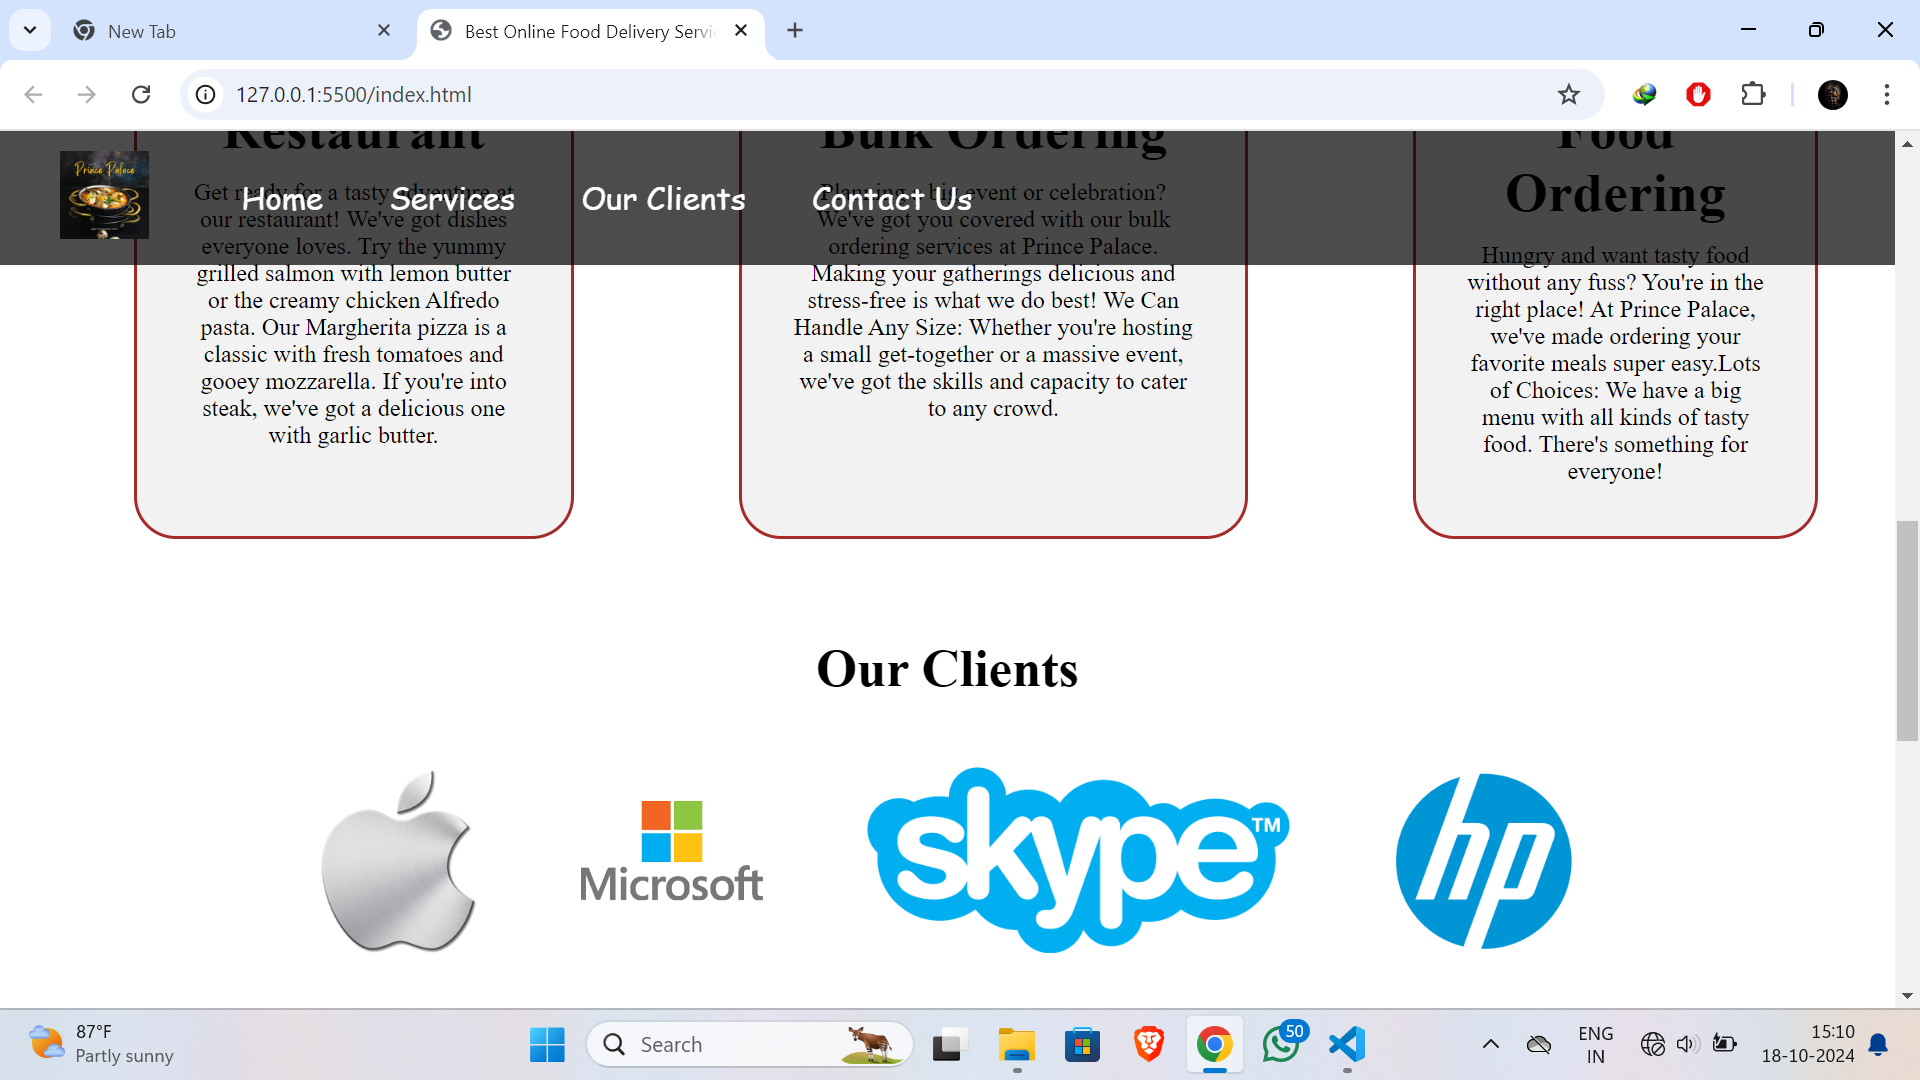 New Tab
Best Online Food Delivery Servi
127.0.0.1:5500/index.html
Prince Palace
Home
Services
Our Clients
Contact Us
Restaurant
Get ready for a tasty adventure at
our restaurant! We've got dishes
everyone loves. Try the yummy
grilled salmon with lemon butter
or the creamy chicken Alfredo
pasta. Our Margherita pizza is a
classic with fresh tomatoes and
gooey mozzarella. If you're into
steak, we've got a delicious one
with garlic butter.
Bulk Ordering
Planning a big event or celebration?
We've got you covered with our bulk
ordering services at Prince Palace.
Making your gatherings delicious and
stress-free is what we do best! We Can
Handle Any Size: Whether you're hosting
a small get-together or a massive event,
we've got the skills and capacity to cater
to any crowd.
Food
Ordering
Hungry and want tasty food
without any fuss? You're in the
right place! At Prince Palace,
we've made ordering your
favorite meals super easy.Lots
of Choices: We have a big
menu with all kinds of tasty
food. There's something for
everyone!
Our Clients
Microsoft
skype TM
hp
87°F
Partly sunny
Search
50
ENG
IN
15:10
18-10-2024